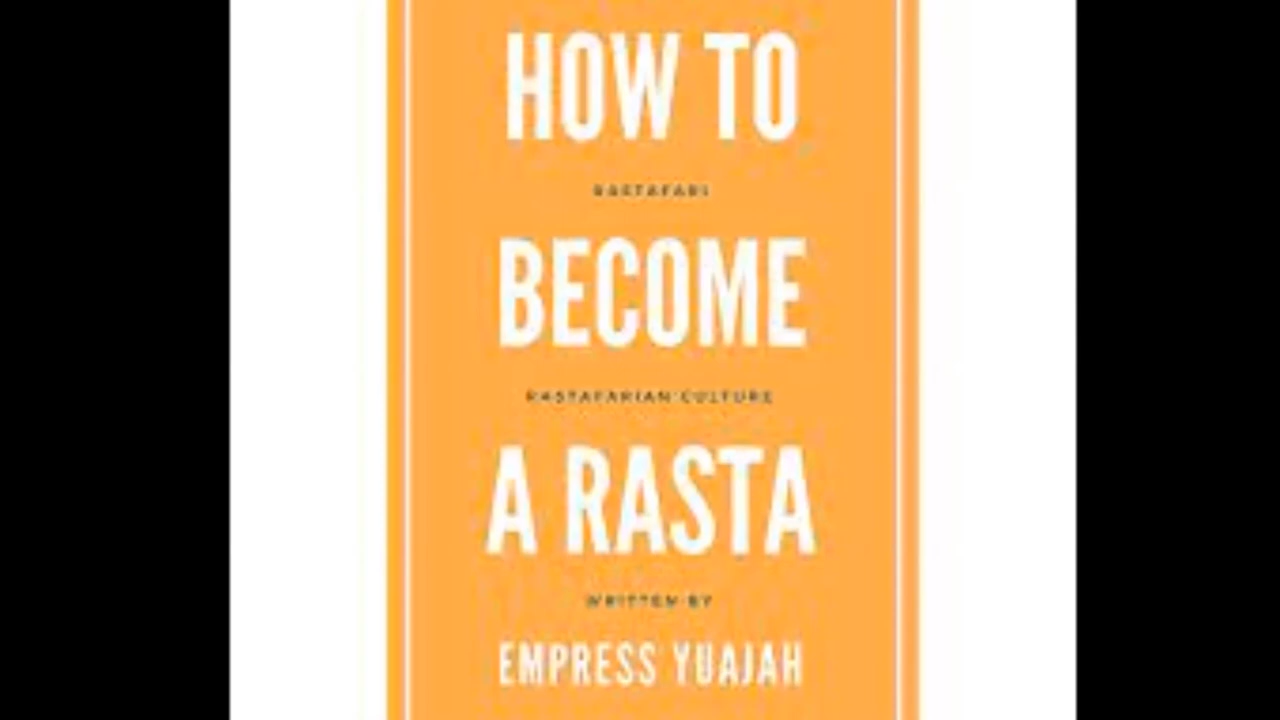 HOW TO
RASTAFARI
BECOME
RASTAFARIAN CULTURE
A RASTA
WRITTEN BY
EMPRESS YUAJAH